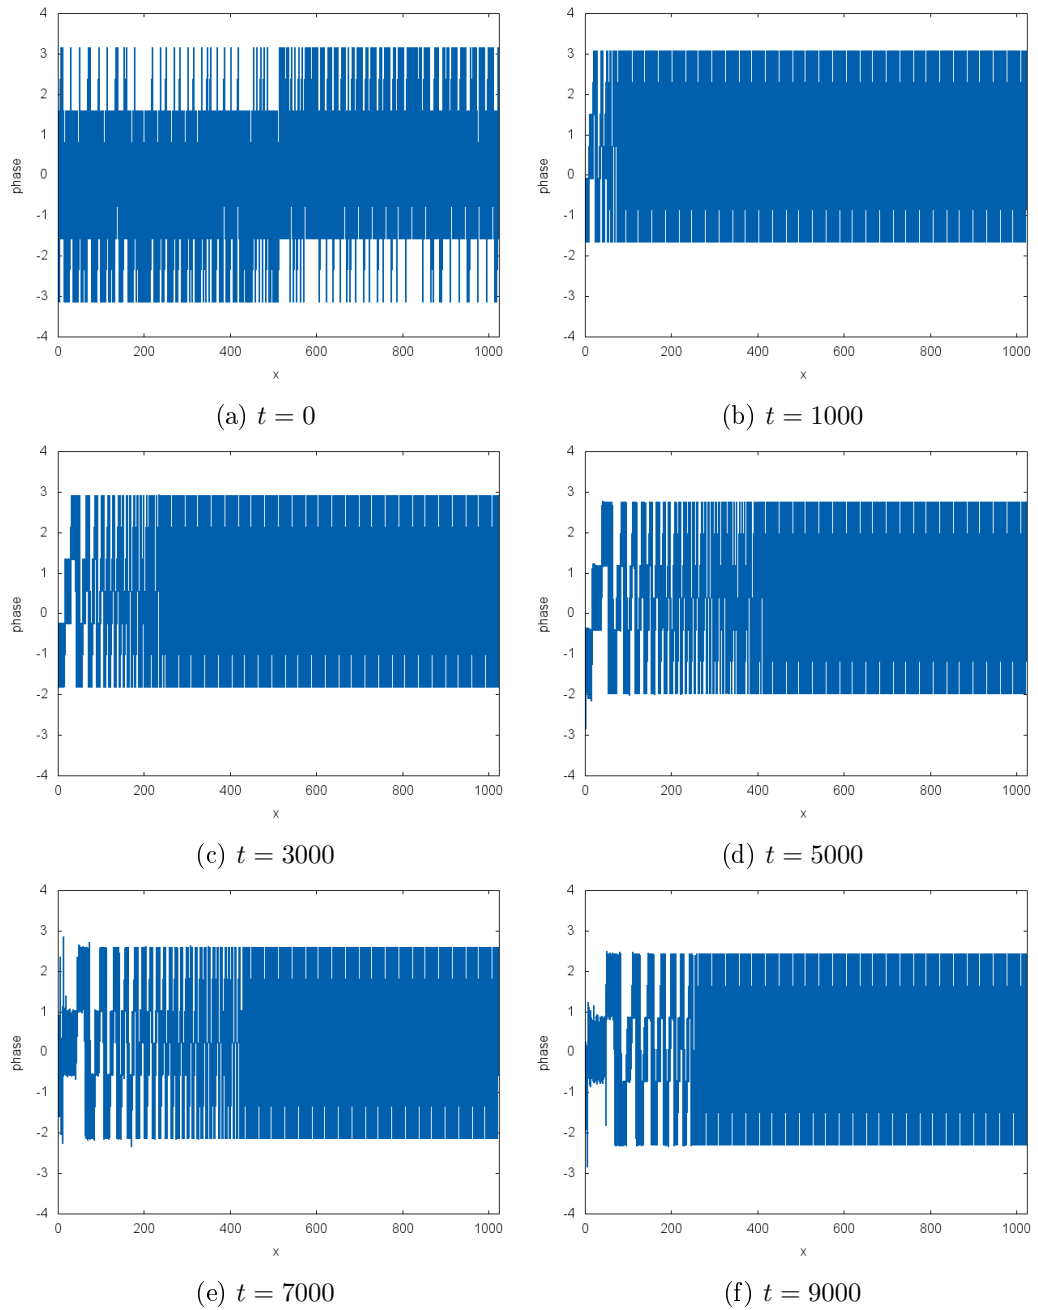 4 3 2 1 0 -1 -2 -3 -4
phase
0 200 400 600 800 1000
x
4 3 2 1 0 -1 -2 -3 -4
phase
0 200 400 600 800 1000
x
(a) t = 0
(b) t = 1000
4 3 2 1 0 -1 -2 -3 -4
phase
0 200 400 600 800 1000
x
4 3 2 1 0 -1 -2 -3 -4
phase
0 200 400 600 800 1000
x
(c) t = 3000
(d) t = 5000
4 3 2 1 0 -1 -2 -3 -4
phase
0 200 400 600 800 1000
x
4 3 2 1 0 -1 -2 -3 -4
phase
0 200 400 600 800 1000
x
(e) t = 7000
(f) t = 9000